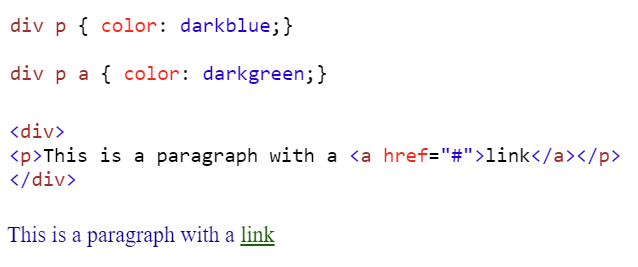 div p { color: darkblue;}
div p a { color: darkgreen;}
<div>
<p>This is a paragraph with a <a href="#">link</a></p>
</div>
This is a paragraph with a link